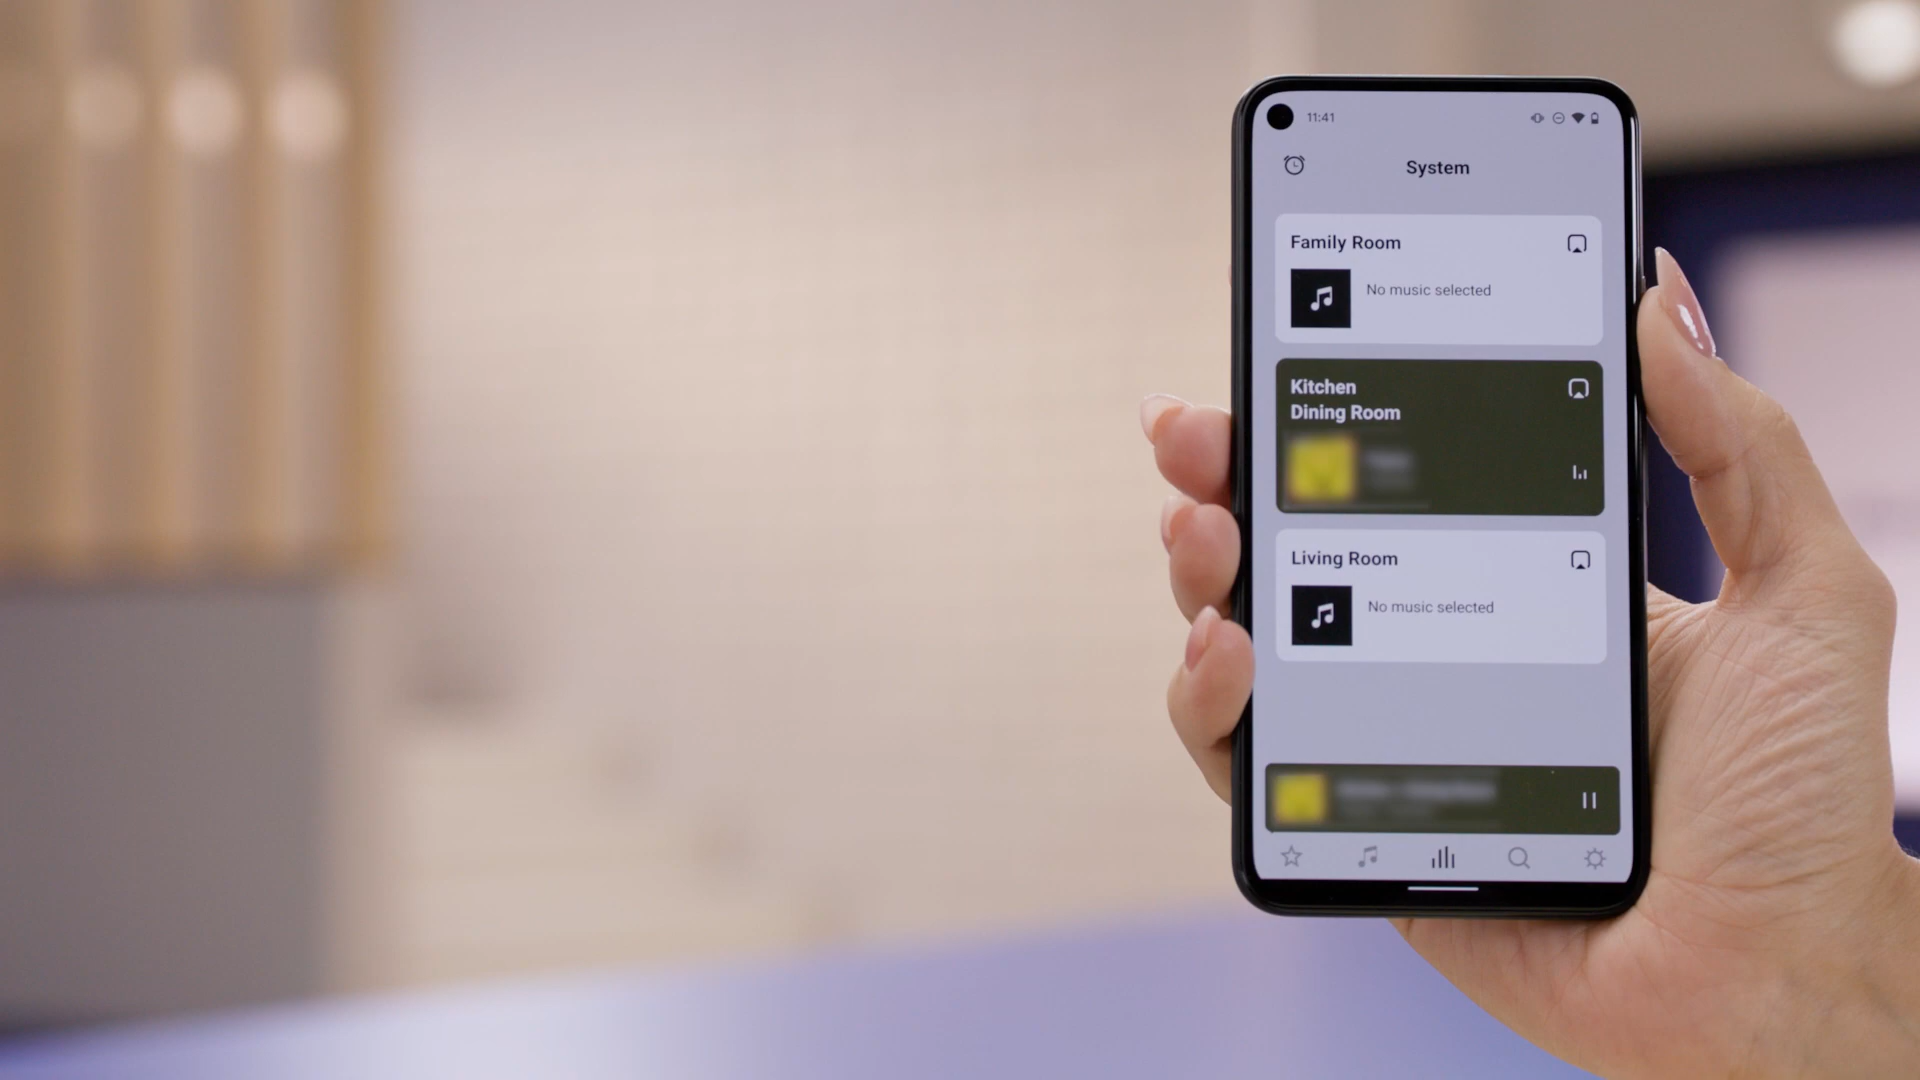 11:41
System
Family Room
No music selected
Kitchen
Dining Room
Living Room
No music selected